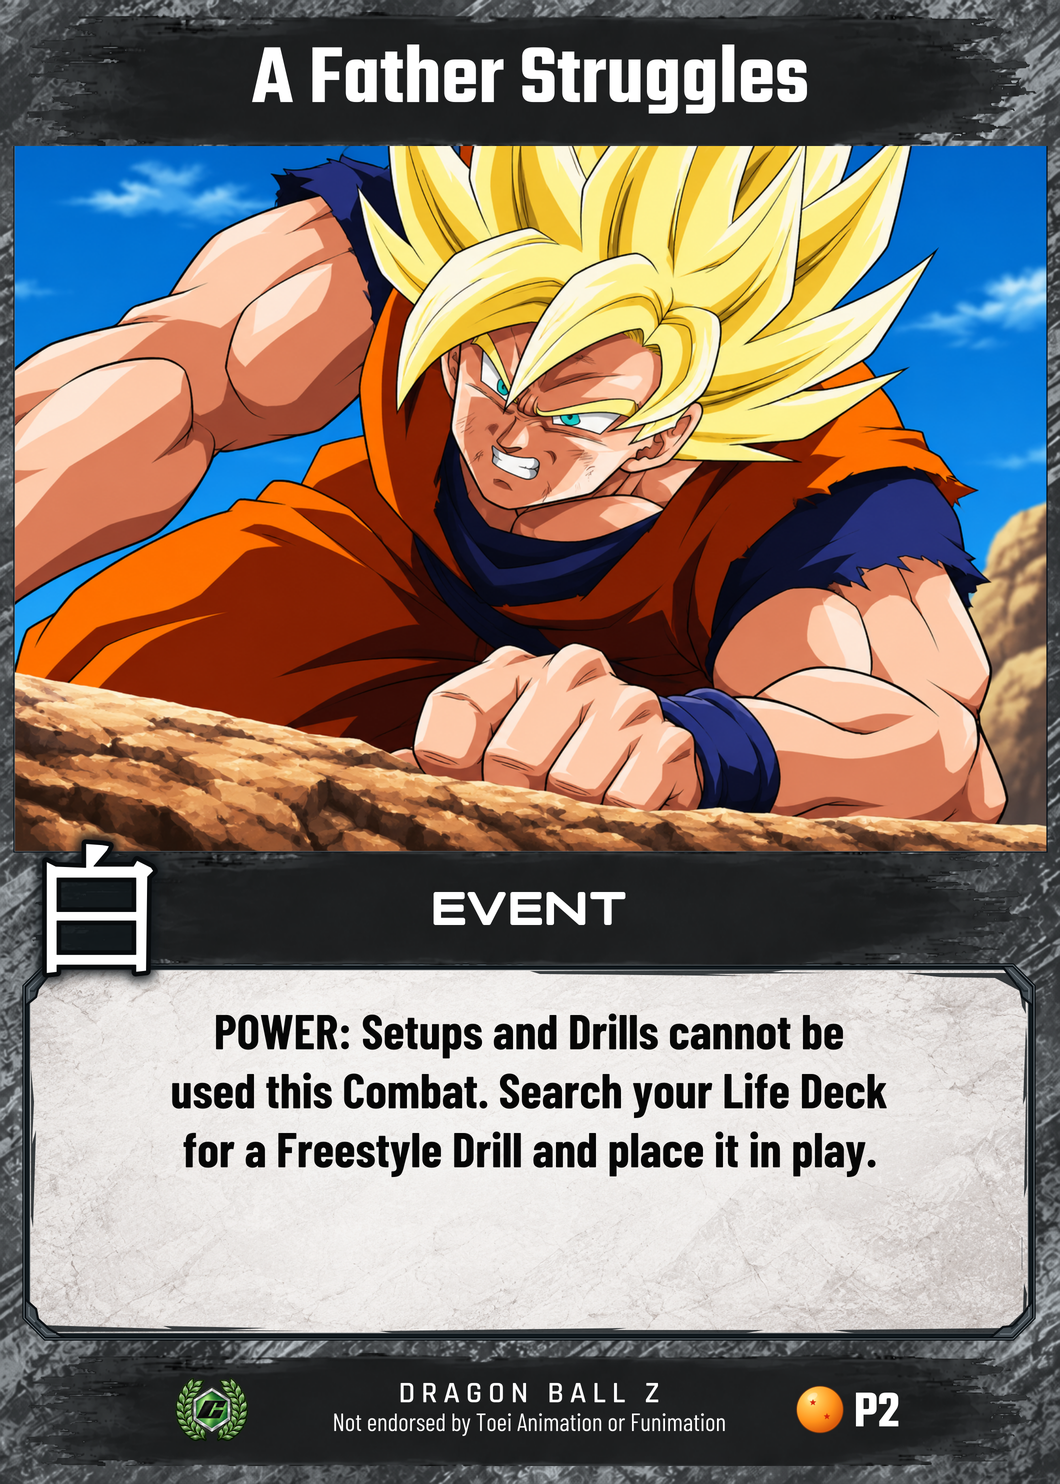 A Father Struggles
白
EVENT
POWER: Setups and Drills cannot be
used this Combat. Search your Life Deck
for a Freestyle Drill and place it in play.
DRAGON BALL Z
Not endorsed by Toei Animation or Funimation
P2